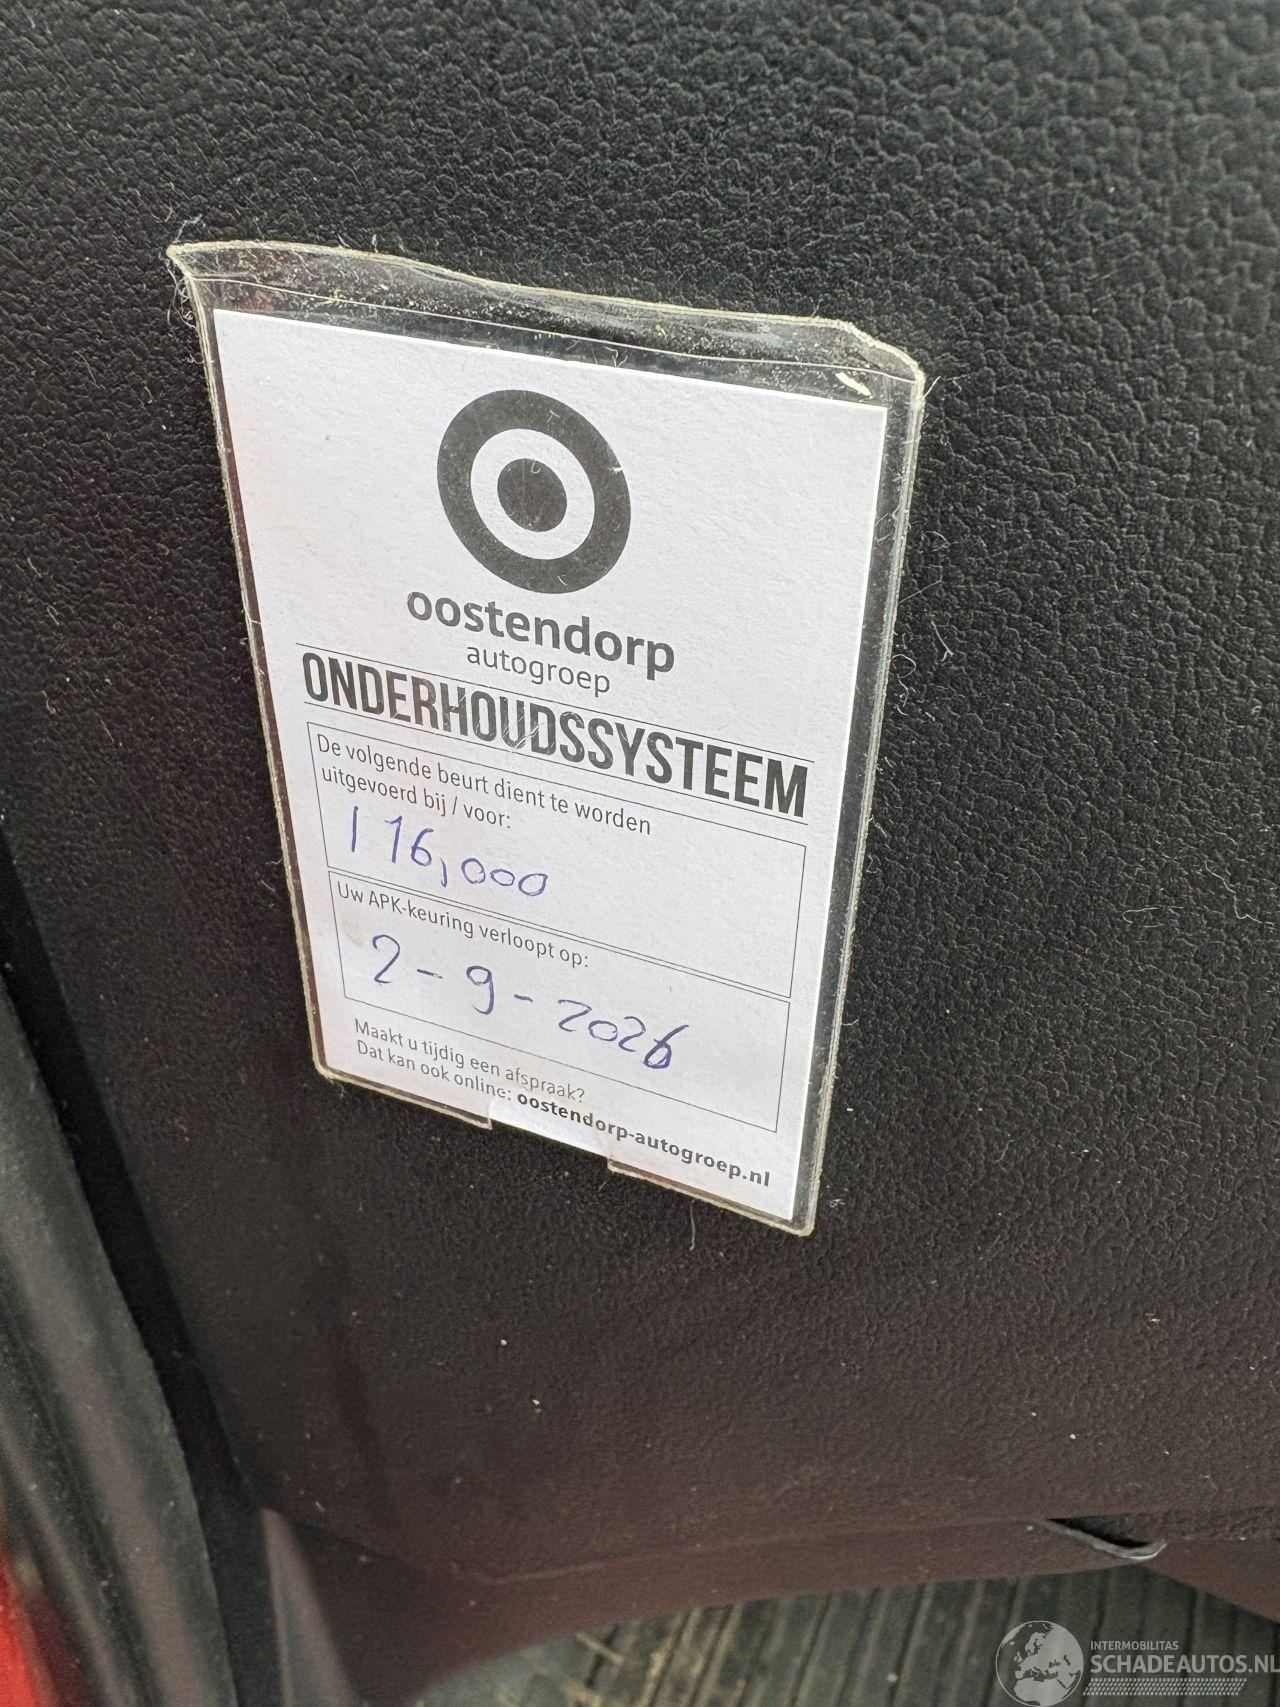 oostendorp
autogroep
ONDERHOUDSSYSTEEM
De volgende beurt dient te worden
uitgevoerd bij / voor:
116,000
Uw APK-keuring verloopt op:
2-9-2026
Maakt u tijdig een afspraak?
Dat kan ook online: oostendorp-autogroep.nl
INTERMOBILITAS
SCHADEAUTOS.NL